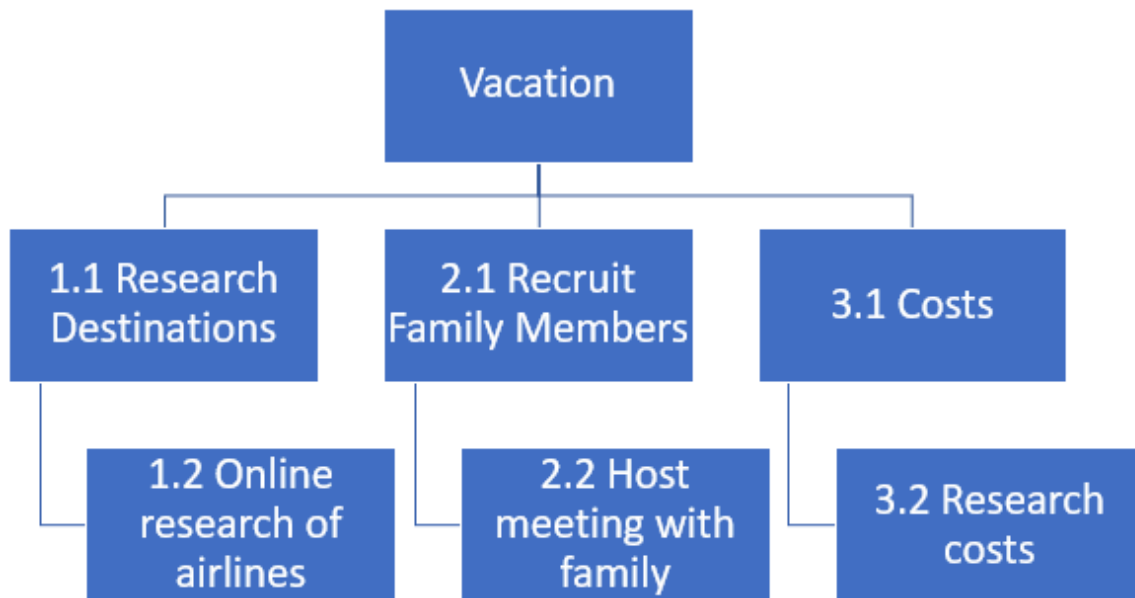 Vacation
1.1 Research
Destinations
2.1 Recruit
Family Members
3.1 Costs
1.2 Online
research of
airlines
2.2 Host
meeting with
family
3.2 Research
costs